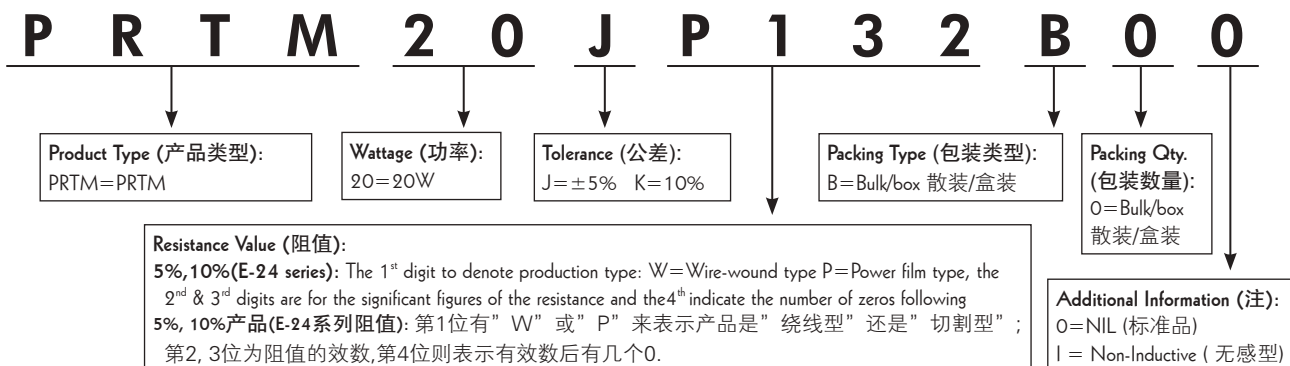 P R T M 2 0 J P 1 3 2 B 0 0
Product Type (产品类型):
PRTM=PRTM
Wattage (功率):
20=20W
Tolerance (公差):
J=±5% K=10%
Packing Type (包装类型):
B=Bulk/box 散装/盒装
Packing Qty.
(包装数量):
0=Bulk/box
散装/盒装
Resistance Value (阻值):
5%,10%(E-24 series): The 1st digit to denote production type: W=Wire-wound type P=Power film type, the
2nd & 3rd digits are for the significant figures of the resistance and the4th indicate the number of zeros following
5%, 10%产品(E-24系列阻值): 第1位有”W”或”P”来表示产品是”绕线型”还是”切割型”;
第2, 3位为阻值的效数,第4位则表示有效数后有几个0.
Additional Information (注):
0=NIL (标准品)
I = Non-Inductive ( 无感型)